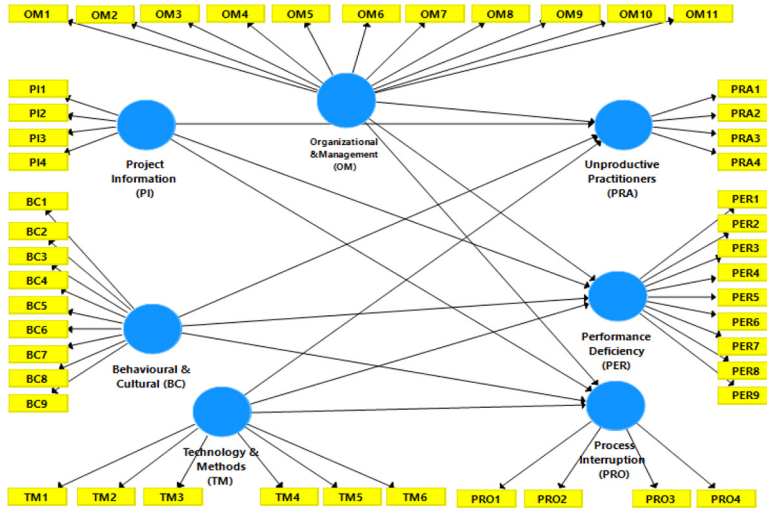 OM1 OM2 OM3 OM4 OM5 OM6 OM7 OM8 OM9 OM10 OM11
PI1
PI2
PI3
PI4
Project
Information
(PI)
Organizational
&Management
(OM)
PRA1
PRA2
PRA3
PRA4
Unproductive
Practitioners
(PRA)
BC1
BC2
BC3
BC4
BC5
BC6
BC7
BC8
BC9
Behavioural &
Cultural (BC)
PER1
PER2
PER3
PER4
PER5
PER6
PER7
PER8
PER9
Performance
Deficiency
(PER)
Technology &
Methods
(TM)
Process
Interruption
(PRO)
TM1 TM2 TM3 TM4 TM5 TM6 PRO1 PRO2 PRO3 PRO4